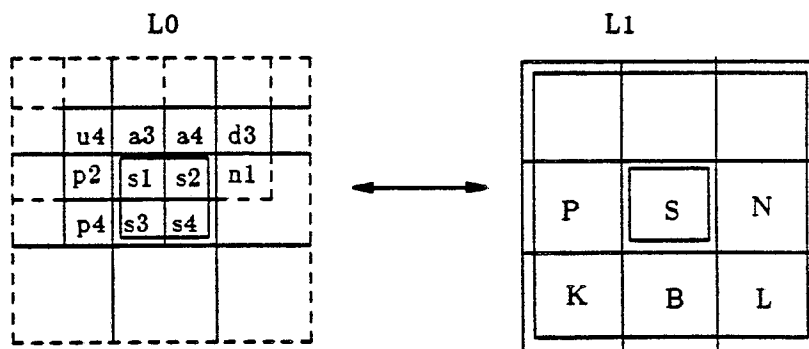 L0 L1
u4 a3 a4 d3
p2 s1 s2 n1
P S N
p4 s3 s4
K B L